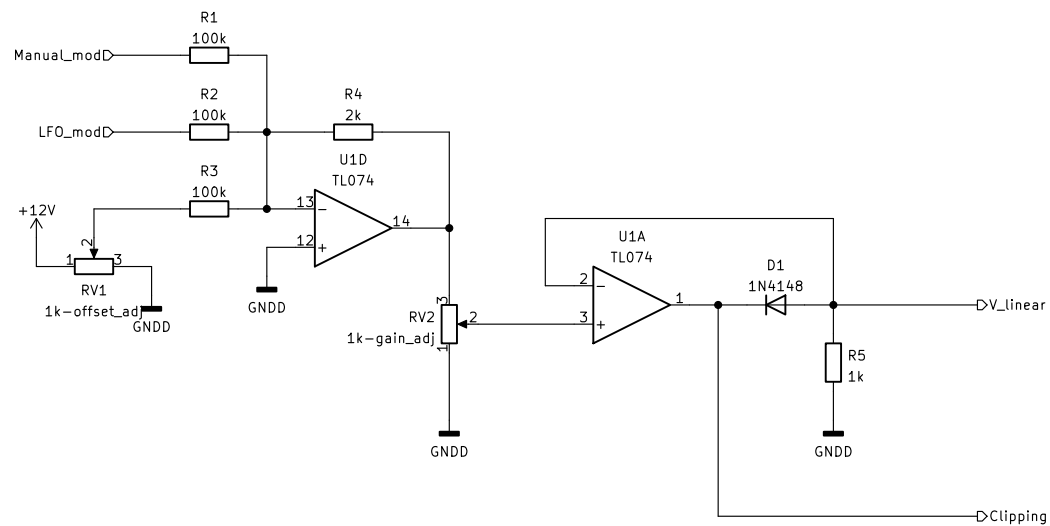 R1
100k
Manual_mod
R2
100k
LFO_mod
R4
2k
R3
100k
U1D
TL074
13
−
14
12
+
+12V
2
1
3
RV1
1k-offset_adj
GNDD
GNDD
U1A
TL074
2
−
1
3
+
3
RV2
2
1k-gain_adj
1
GNDD
D1
1N4148
V_linear
R5
1k
GNDD
Clipping